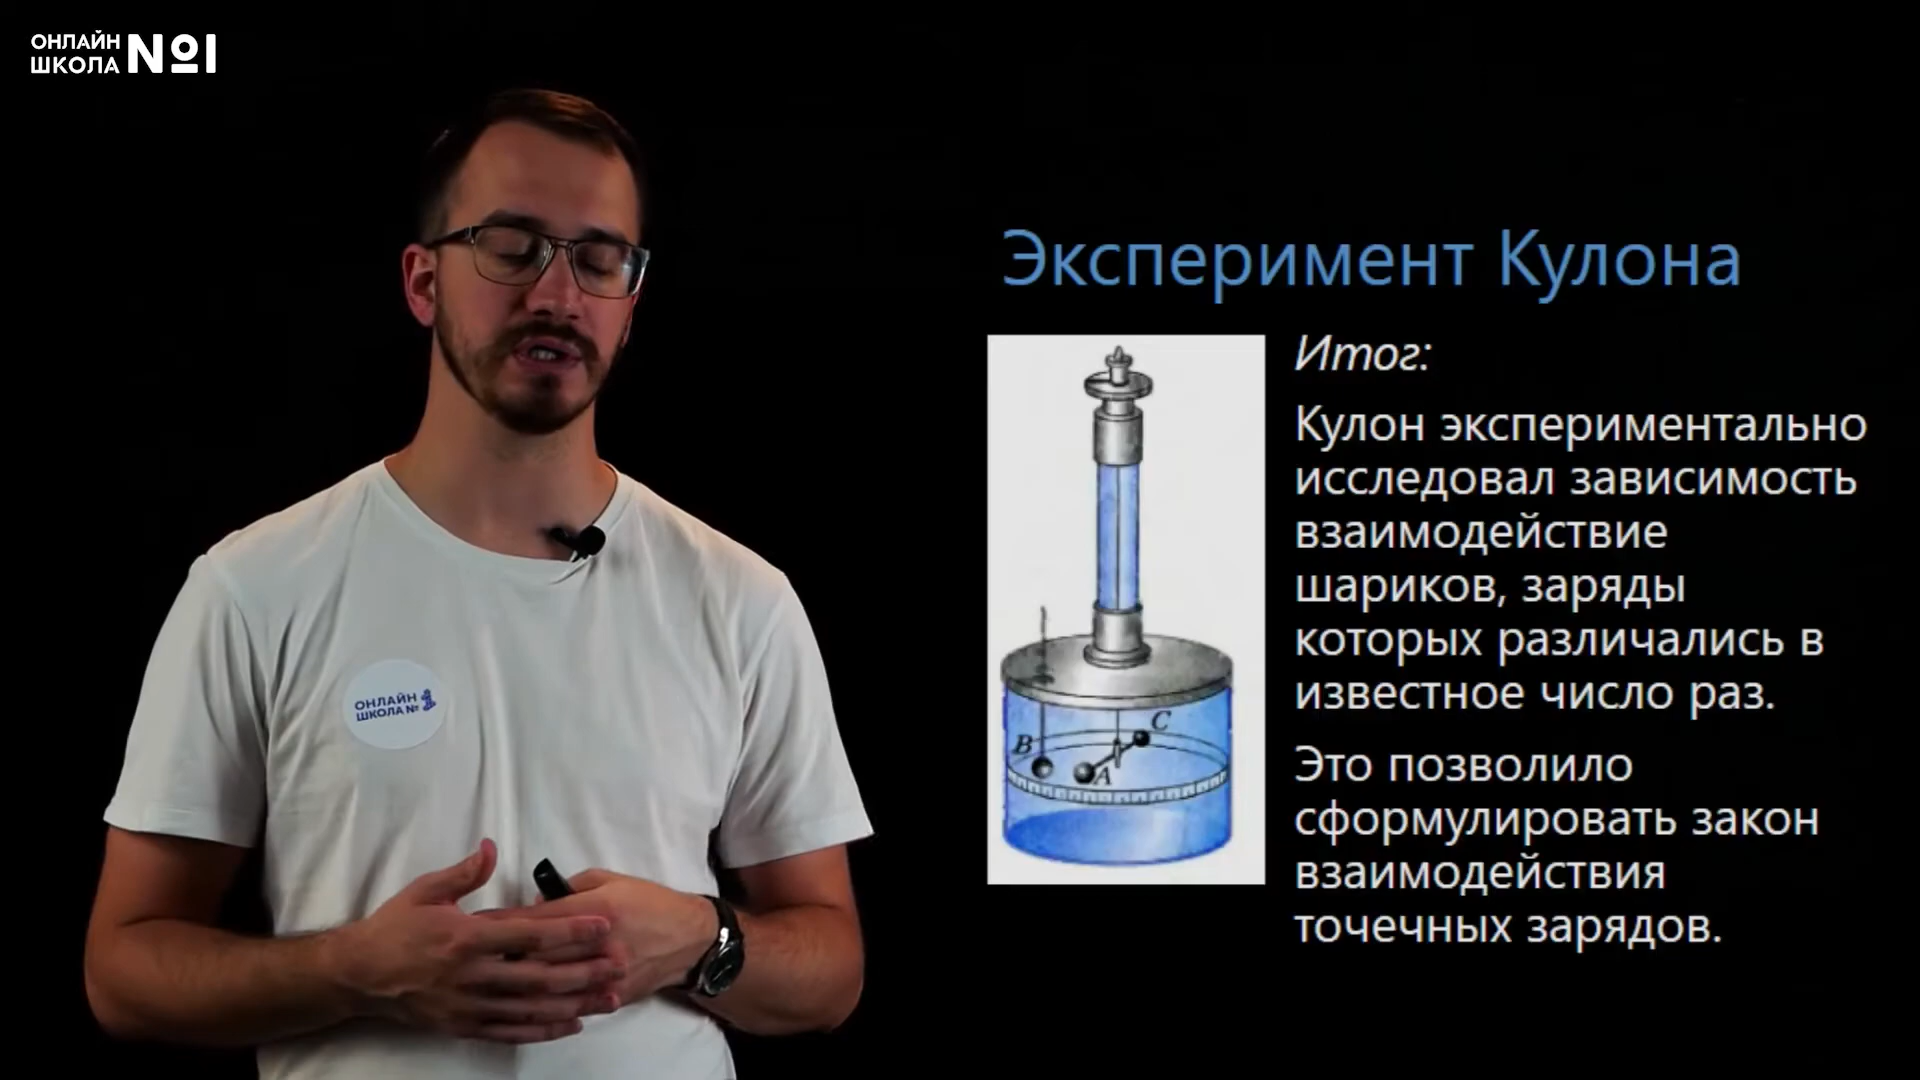 ОНЛАЙН
ШКОЛА №1
Эксперимент Кулона
Итог:
Кулон экспериментально
исследовал зависимость
взаимодействие
шариков, заряды
которых различались в
известное число раз.
Это позволило
сформулировать закон
взаимодействия
точечных зарядов.
B
C
A
ОНЛАЙН
ШКОЛА №